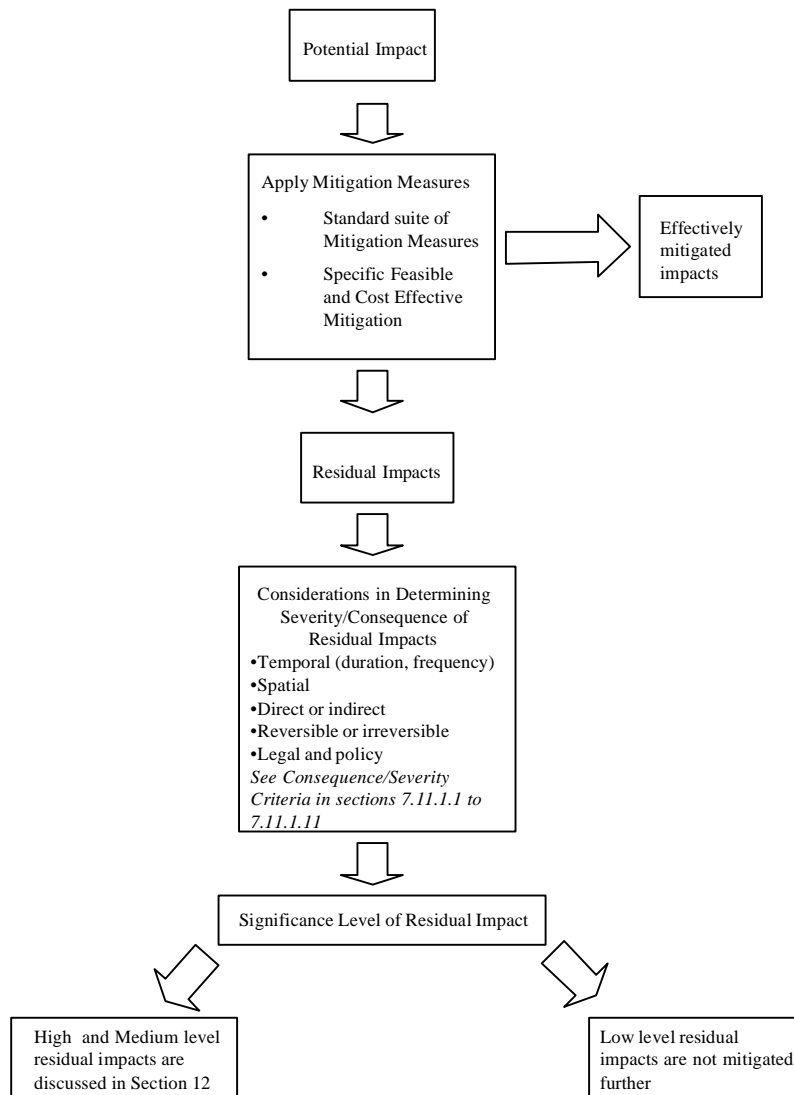 Potential Impact
Apply Mitigation Measures
• Standard suite of
Mitigation Measures
• Specific Feasible
and Cost Effective
Mitigation
Effectively
mitigated
impacts
Residual Impacts
Considerations in Determining
Severity/Consequence of
Residual Impacts
•Temporal (duration, frequency)
•Spatial
•Direct or indirect
•Reversible or irreversible
•Legal and policy
See Consequence/Severity
Criteria in sections 7.11.1.1 to
7.11.1.11
Significance Level of Residual Impact
High and Medium level
residual impacts are
discussed in Section 12
Low level residual
impacts are not mitigated
further